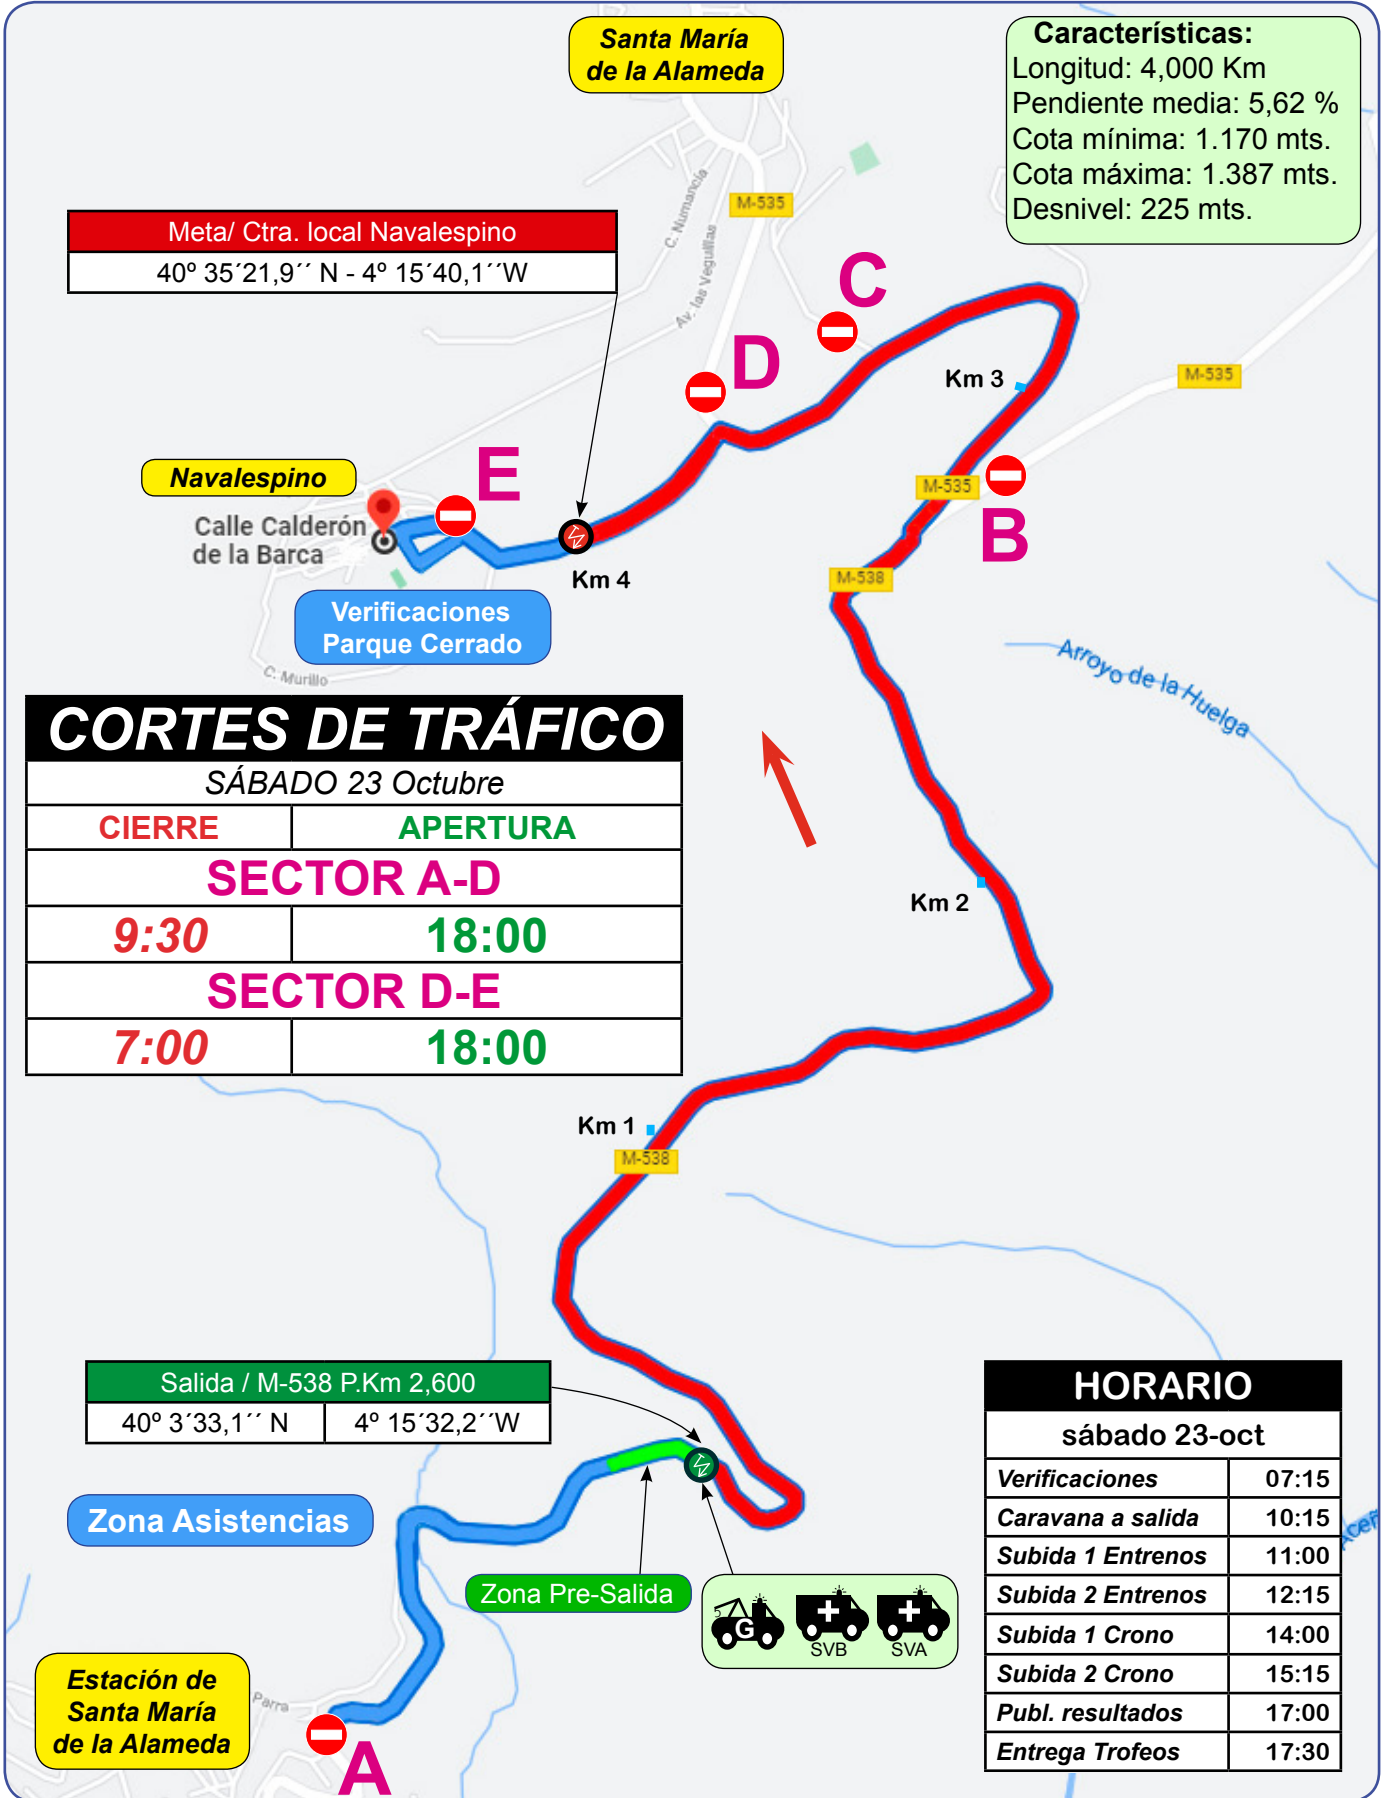 Santa María
de la Alameda
Características:
Longitud: 4,000 Km
Pendiente media: 5,62 %
Cota mínima: 1.170 mts.
Cota máxima: 1.387 mts.
Desnivel: 225 mts.
C. Numancia
M-535
Av. las Veguillas
Meta/ Ctra. local Navalespino
40º 35´21,9´´ N - 4º 15´40,1´´W
C
D
Km 3
M-535
E
Navalespino
M-535
B
Calle Calderón
de la Barca
Km 4
M-538
Verificaciones
Parque Cerrado
C. Murillo
Arroyo de la Huelga
CORTES DE TRÁFICO
SÁBADO 23 Octubre
CIERRE APERTURA
SECTOR A-D
9:30 18:00
SECTOR D-E
7:00 18:00
Km 2
Km 1
M-538
Salida / M-538 P.Km 2,600
40º 3´33,1´´ N 4º 15´32,2´´W
Zona Asistencias
Zona Pre-Salida
G
SVB
SVA
HORARIO
sábado 23-oct
Verificaciones 07:15
Caravana a salida 10:15
Subida 1 Entrenos 11:00
Subida 2 Entrenos 12:15
Subida 1 Crono 14:00
Subida 2 Crono 15:15
Publ. resultados 17:00
Entrega Trofeos 17:30
Estación de
Santa María
de la Alameda
Parra
A